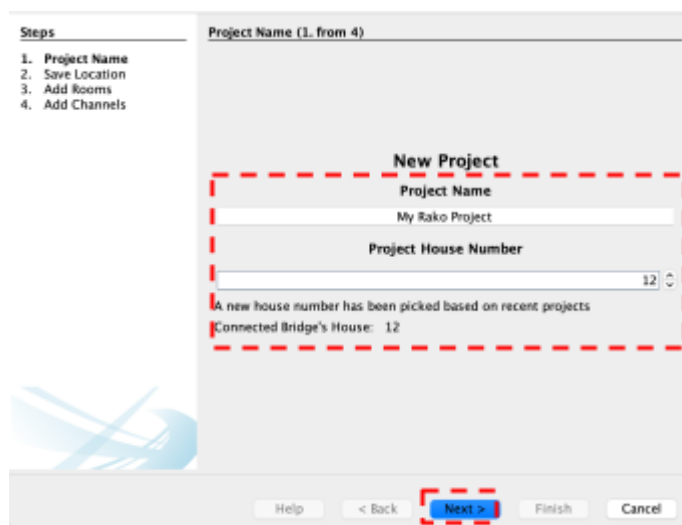 Steps
1. Project Name
2. Save Location
3. Add Rooms
4. Add Channels
Project Name (1. from 4)
New Project
Project Name
My Rako Project
Project House Number
12
A new house number has been picked based on recent projects
Connected Bridge's House: 12
Help
< Back
Next >
Finish
Cancel